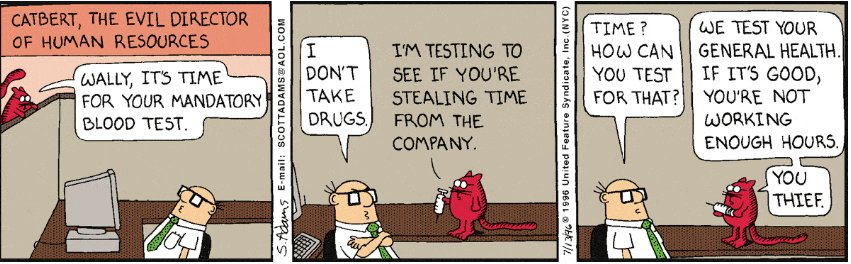 CATBERT, THE EVIL DIRECTOR
OF HUMAN RESOURCES
WALLY, IT'S TIME
FOR YOUR MANDATORY
BLOOD TEST.
S. Adams E-mail: SCOTTADAMS@AOL.COM
I
DON'T
TAKE
DRUGS.
I'M TESTING TO
SEE IF YOU'RE
STEALING TIME
FROM THE
COMPANY.
7/13/96 © 1996 United Feature Syndicate, Inc.(NYC)
TIME?
HOW CAN
YOU TEST
FOR THAT?
WE TEST YOUR
GENERAL HEALTH.
IF IT'S GOOD,
YOU'RE NOT
WORKING
ENOUGH HOURS.
YOU
THIEF.